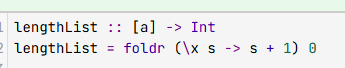 lengthList :: [a] -> Int
lengthList = foldr (\x s -> s + 1) 0